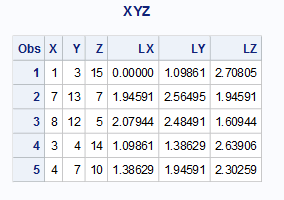 XYZ
Obs X Y Z LX LY LZ
1 1 3 15 0.00000 1.09861 2.70805
2 7 13 7 1.94591 2.56495 1.94591
3 8 12 5 2.07944 2.48491 1.60944
4 3 4 14 1.09861 1.38629 2.63906
5 4 7 10 1.38629 1.94591 2.30259